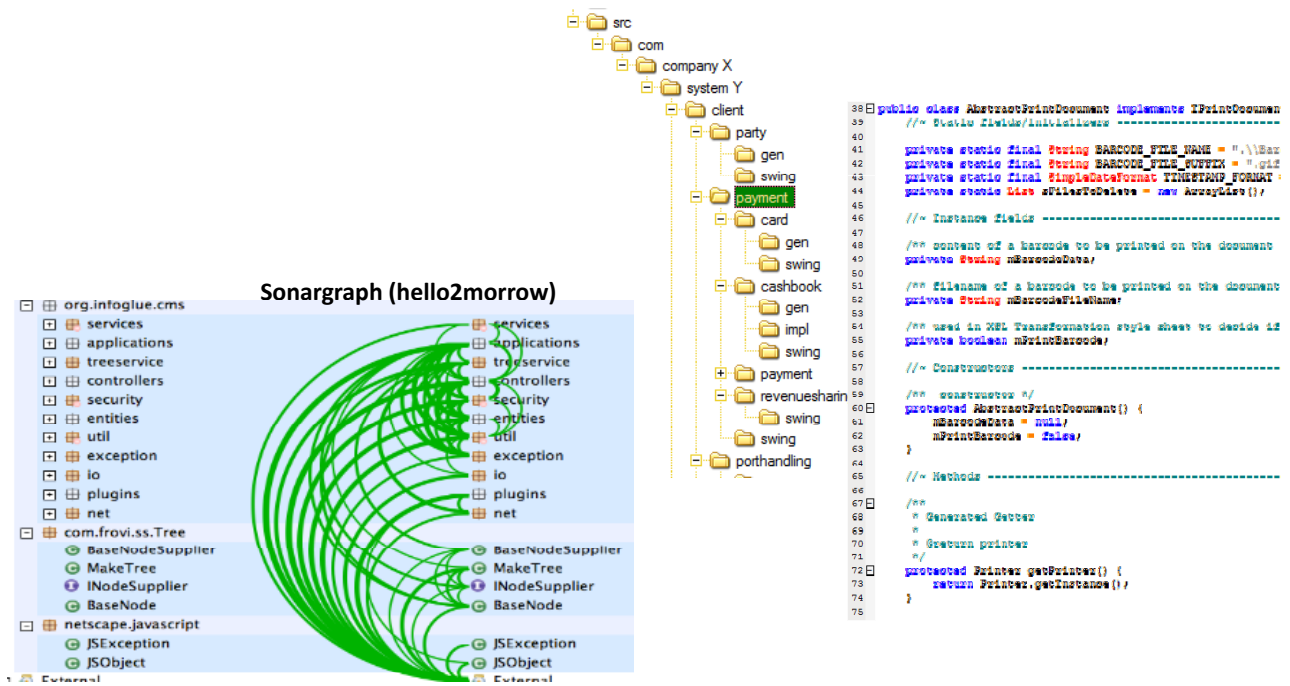 src
com
company X
system Y
client
party
gen
swing
payment
card
gen
swing
cashbook
gen
impl
swing
payment
revenuesharin
swing
swing
porthandling
Sonargraph (hello2morrow)
org.infoglue.cms
services services
applications applications
treeservice treeservice
controllers controllers
security security
entities entities
util util
exception exception
io io
plugins plugins
net net
com.frovi.ss.Tree
BaseNodeSupplier BaseNodeSupplier
MakeTree MakeTree
INodeSupplier INodeSupplier
BaseNode BaseNode
netscape.javascript
JSException JSException
JSObject JSObject
External External
38 public class AbstractPrintDocument implements IPrintDocumen
39 //~ Static fields/initializers ------------------------
40
41 private static final String BARCODE_FILE_NAME = ".\\Bar
42 private static final String BARCODE_FILE_SUFFIX = ".gif
43 private static final SimpleDateFormat TIMESTAMP_FORMAT =
44 private static List sFilesToDelete = new ArrayList();
45
46 //~ Instance fields -----------------------------------
47
48 /** content of a barcode to be printed on the document
49 private String mBarcodeData;
50
51 /** filename of a barcode to be printed on the document
52 private String mBarcodeFileName;
53
54 /** used in XSL Transformation style sheet to decide if
55 private boolean mPrintBarcode;
56
57 //~ Constructors --------------------------------------
58
59 /** constructor */
60 protected AbstractPrintDocument() {
61 mBarcodeData = null;
62 mPrintBarcode = false;
63 }
64
65 //~ Methods -------------------------------------------
66
67 /**
68 * Generated Getter
69 *
70 * @return printer
71 */
72 protected Printer getPrinter() {
73 return Printer.getInstance();
74 }
75